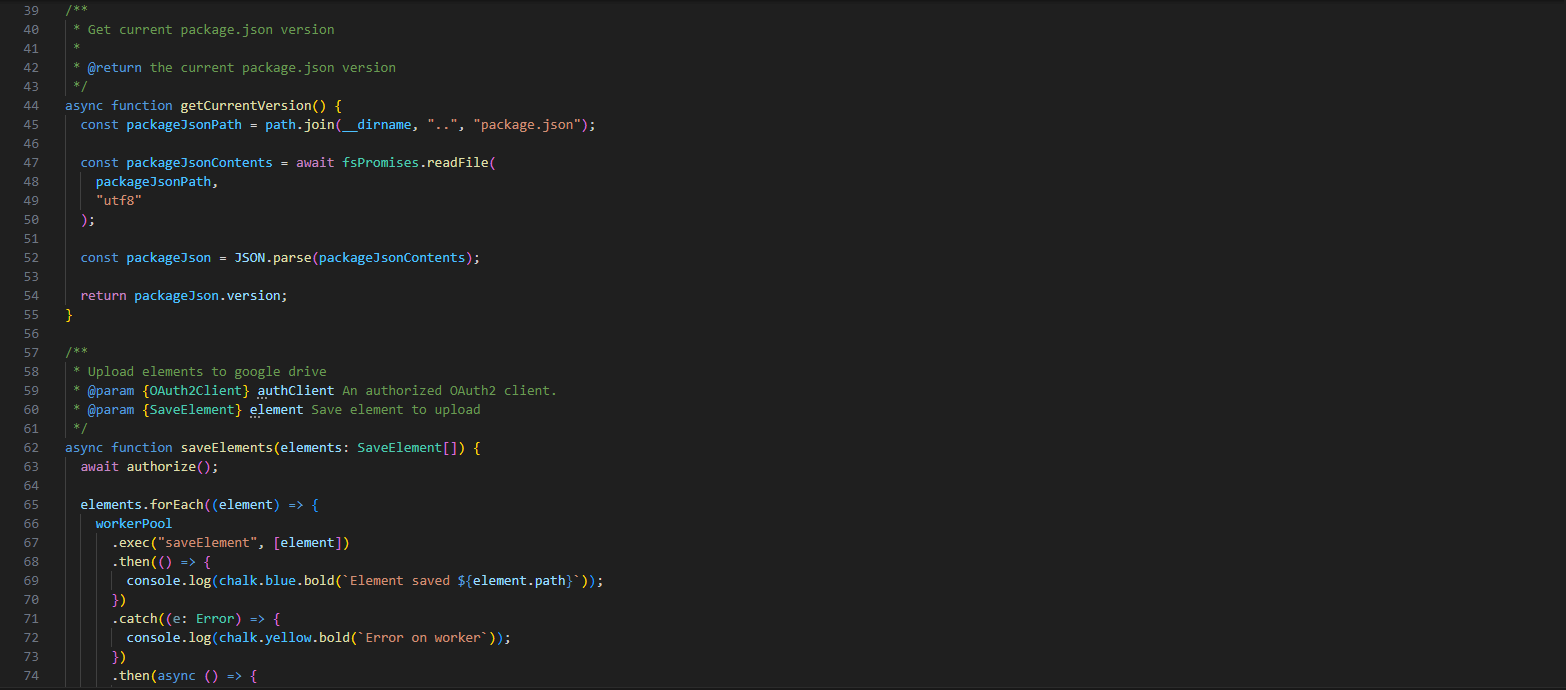 39 /**
40  * Get current package.json version
41  *
42  * @return the current package.json version
43  */
44 async function getCurrentVersion() {
45   const packageJsonPath = path.join(__dirname, "..", "package.json");
46
47   const packageJsonContents = await fsPromises.readFile(
48     packageJsonPath,
49     "utf8"
50   );
51
52   const packageJson = JSON.parse(packageJsonContents);
53
54   return packageJson.version;
55 }
56
57 /**
58  * Upload elements to google drive
59  * @param {OAuth2Client} authClient An authorized OAuth2 client.
60  * @param {SaveElement} element Save element to upload
61  */
62 async function saveElements(elements: SaveElement[]) {
63   await authorize();
64
65   elements.forEach((element) => {
66     workerPool
67       .exec("saveElement", [element])
68       .then(() => {
69         console.log(chalk.blue.bold(`Element saved ${element.path}`));
70       })
71       .catch((e: Error) => {
72         console.log(chalk.yellow.bold(`Error on worker`));
73       })
74       .then(async () => {